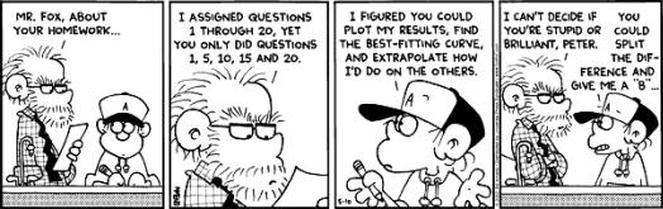 MR. FOX, ABOUT
YOUR HOMEWORK...
A
I ASSIGNED QUESTIONS
1 THROUGH 20, YET
YOU ONLY DID QUESTIONS
1, 5, 10, 15 AND 20.
I FIGURED YOU COULD
PLOT MY RESULTS, FIND
THE BEST-FITTING CURVE,
AND EXTRAPOLATE HOW
I'D DO ON THE OTHERS.
A
5-10
I CAN'T DECIDE IF
YOU'RE STUPID OR
BRILLIANT, PETER.
YOU
COULD
SPLIT
THE DIF-
FERENCE AND
GIVE ME A "B"...
A